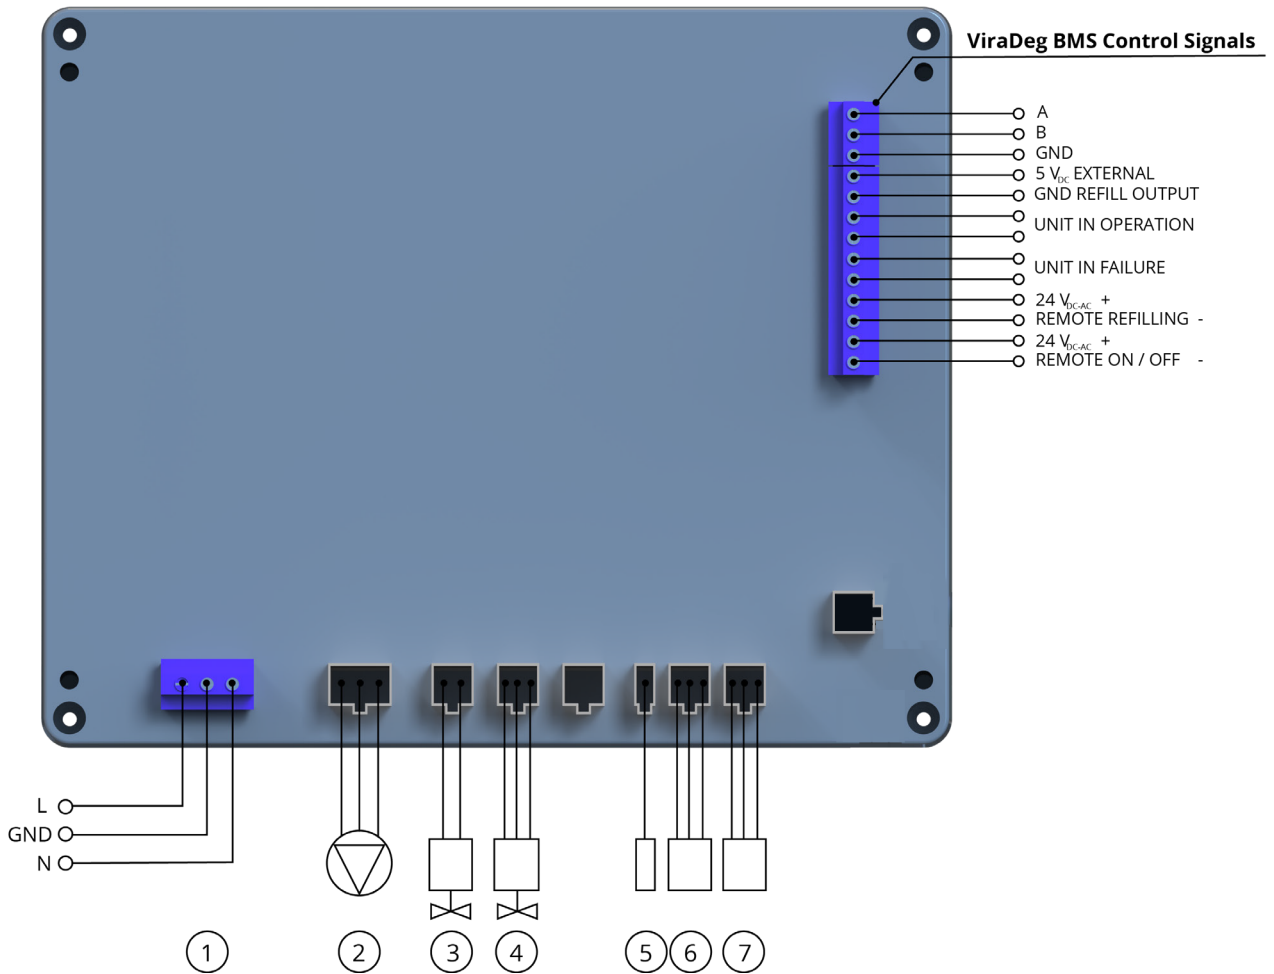 ViraDeg BMS Control Signals
A
B
GND
5 VDC EXTERNAL
GND REFILL OUTPUT
UNIT IN OPERATION
UNIT IN FAILURE
24 VDC-AC +
REMOTE REFILLING -
24 VDC-AC +
REMOTE ON / OFF -
L
GND
N
1 2 3 4 5 6 7